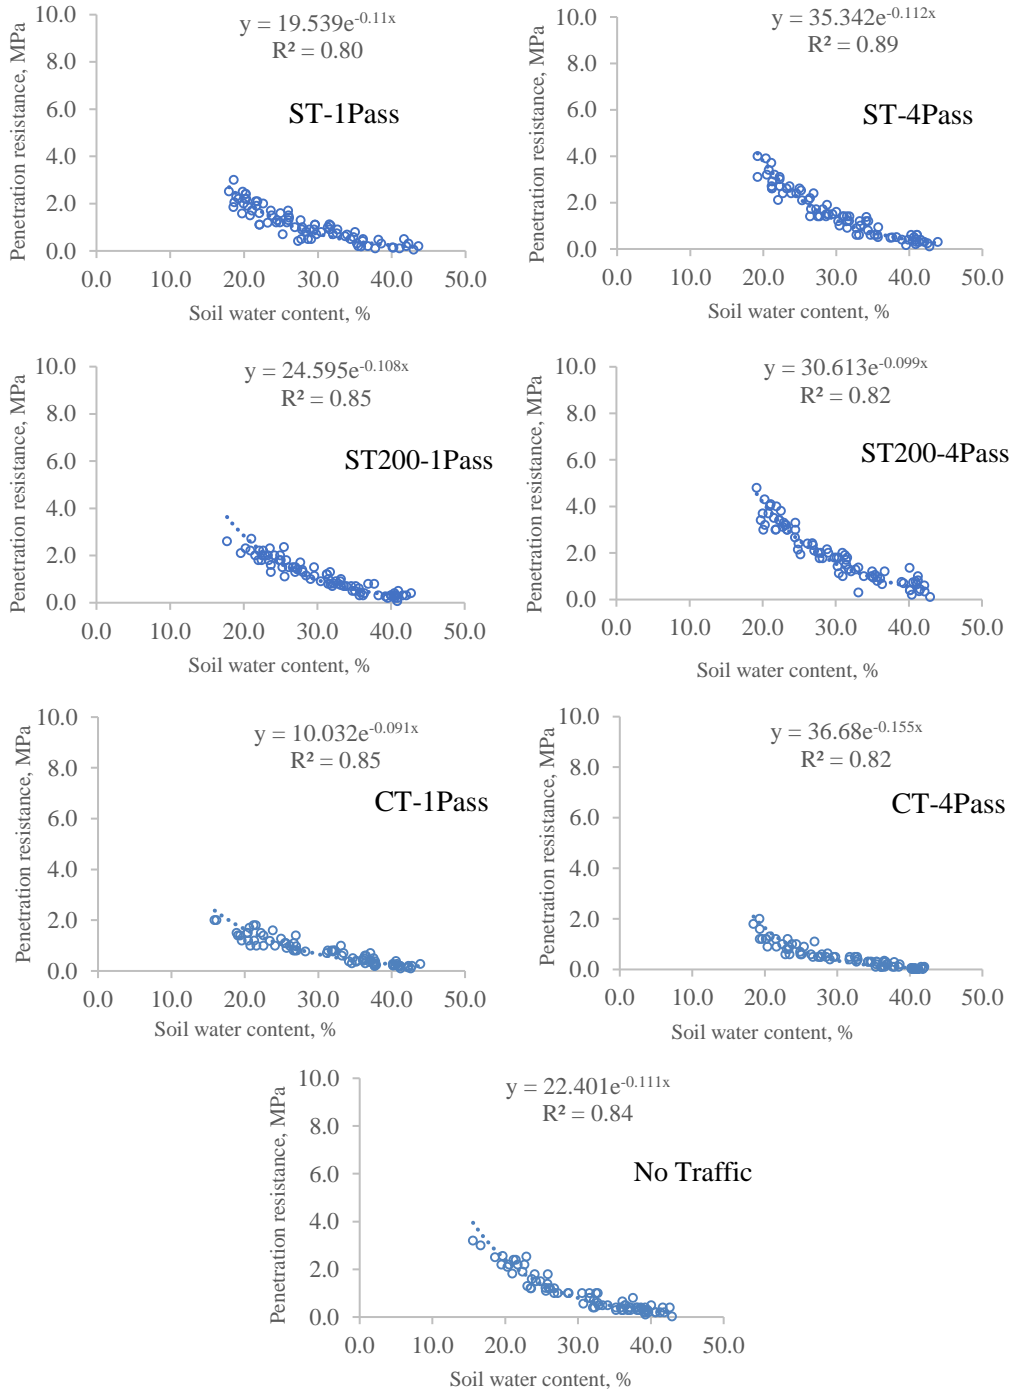 y = 19.539e^-0.11x
R² = 0.80
ST-1Pass
Penetration resistance, MPa
10.0
8.0
6.0
4.0
2.0
0.0
0.0 10.0 20.0 30.0 40.0 50.0
Soil water content, %
y = 35.342e^-0.112x
R² = 0.89
ST-4Pass
Penetration resistance, MPa
10.0
8.0
6.0
4.0
2.0
0.0
0.0 10.0 20.0 30.0 40.0 50.0
Soil water content, %
y = 24.595e^-0.108x
R² = 0.85
ST200-1Pass
Penetration resistance, MPa
10.0
8.0
6.0
4.0
2.0
0.0
0.0 10.0 20.0 30.0 40.0 50.0
Soil water content, %
y = 30.613e^-0.099x
R² = 0.82
ST200-4Pass
Penetration resistance, MPa
10.0
8.0
6.0
4.0
2.0
0.0
0.0 10.0 20.0 30.0 40.0 50.0
Soil water content, %
y = 10.032e^-0.091x
R² = 0.85
CT-1Pass
Penetration resistance, MPa
10.0
8.0
6.0
4.0
2.0
0.0
0.0 10.0 20.0 30.0 40.0 50.0
Soil water content, %
y = 36.68e^-0.155x
R² = 0.82
CT-4Pass
Penetration resistance, MPa
10.0
8.0
6.0
4.0
2.0
0.0
0.0 10.0 20.0 30.0 40.0 50.0
Soil water content, %
y = 22.401e^-0.111x
R² = 0.84
No Traffic
Penetration resistance, MPa
10.0
8.0
6.0
4.0
2.0
0.0
0.0 10.0 20.0 30.0 40.0 50.0
Soil water content, %